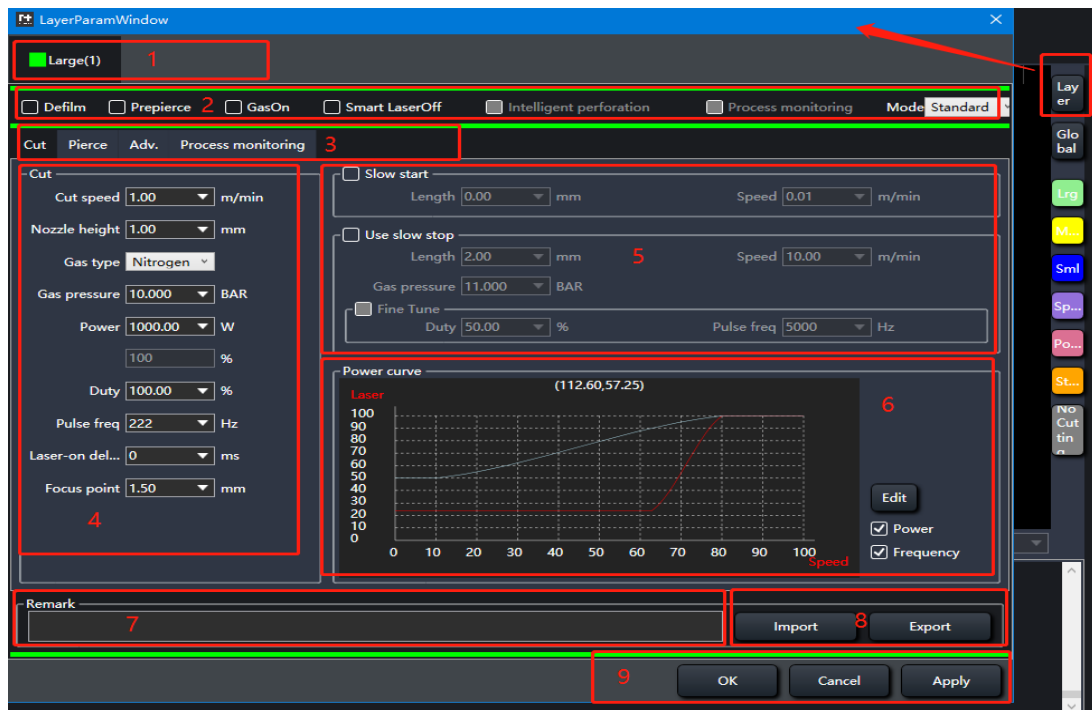 LayerParamWindow
Large(1)
1
Defilm Prepierce 2 GasOn Smart LaserOff Intelligent perforation Process monitoring Mode Standard
Cut Pierce Adv. Process monitoring 3
Cut
Cut speed 1.00 m/min
Nozzle height 1.00 mm
Gas type Nitrogen
Gas pressure 10.000 BAR
Power 1000.00 W
100 %
Duty 100.00 %
Pulse freq 222 Hz
Laser-on del... 0 ms
Focus point 1.50 mm
4
Slow start
Length 0.00 mm Speed 0.01 m/min
Use slow stop
Length 2.00 mm 5 Speed 10.00 m/min
Gas pressure 11.000 BAR
Fine Tune
Duty 50.00 % Pulse freq 5000 Hz
Power curve
(112.60,57.25)
Laser
100
90
80
70
60
50
40
30
20
10
0
0 10 20 30 40 50 60 70 80 90 100
Speed
6
Edit
Power
Frequency
Remark
7
Import 8 Export
9
OK Cancel Apply
Lay
er
Glo
bal
Lrg
M...
Sml
Sp...
Po...
St...
No
Cut
tin